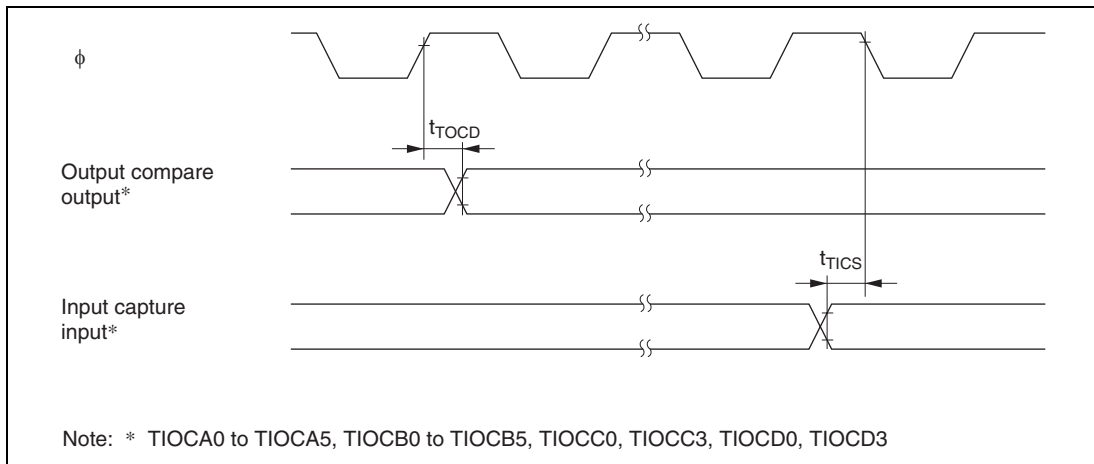 ϕ
tTOCD
Output compare
output*
tTICS
Input capture
input*
Note: * TIOCA0 to TIOCA5, TIOCB0 to TIOCB5, TIOCC0, TIOCC3, TIOCD0, TIOCD3